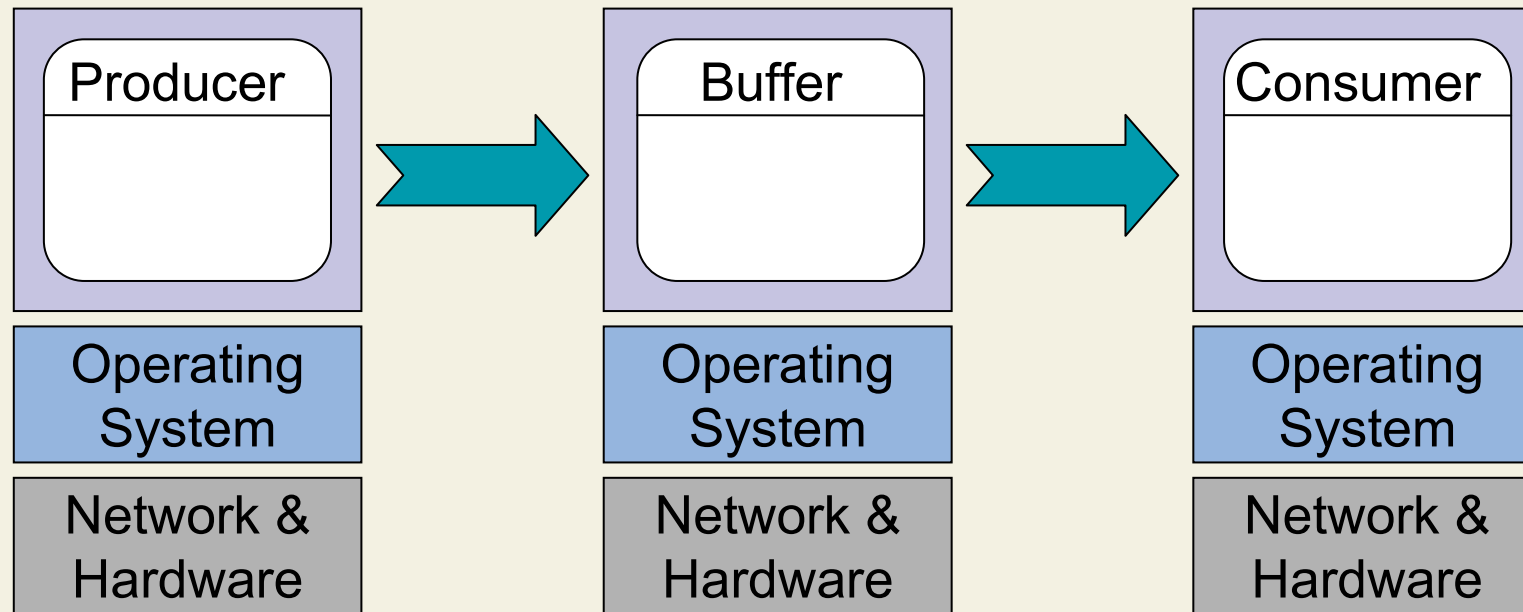 Producer
Buffer
Consumer
Operating
System
Operating
System
Operating
System
Network &
Hardware
Network &
Hardware
Network &
Hardware